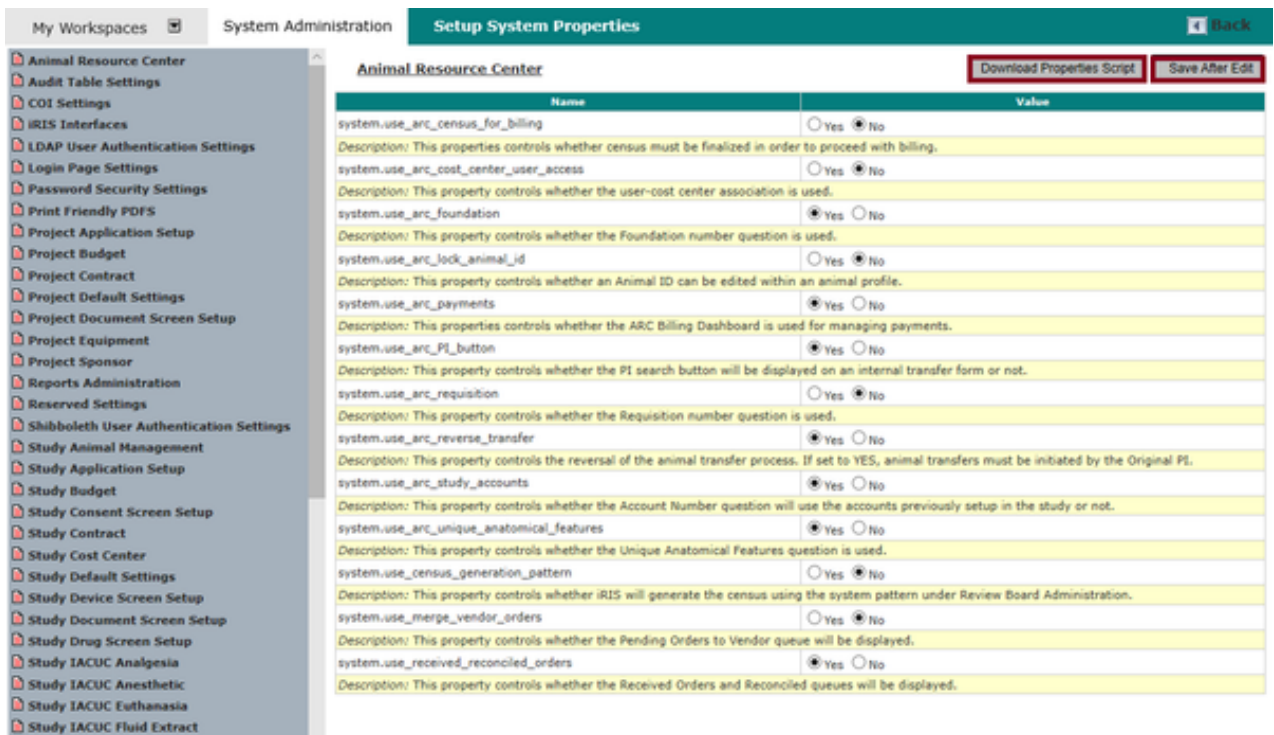 My Workspaces
System Administration
Setup System Properties
Back
Animal Resource Center
Audit Table Settings
COI Settings
iRIS Interfaces
LDAP User Authentication Settings
Login Page Settings
Password Security Settings
Print Friendly PDFS
Project Application Setup
Project Budget
Project Contract
Project Default Settings
Project Document Screen Setup
Project Equipment
Project Sponsor
Reports Administration
Reserved Settings
Shibboleth User Authentication Settings
Study Animal Management
Study Application Setup
Study Budget
Study Consent Screen Setup
Study Contract
Study Cost Center
Study Default Settings
Study Device Screen Setup
Study Document Screen Setup
Study Drug Screen Setup
Study IACUC Analgesia
Study IACUC Anesthetic
Study IACUC Euthanasia
Study IACUC Fluid Extract
Animal Resource Center
Download Properties Script
Save After Edit
Name Value
system.use_arc_census_for_billing Yes No
Description: This properties controls whether census must be finalized in order to proceed with billing.
system.use_arc_cost_center_user_access Yes No
Description: This property controls whether the user-cost center association is used.
system.use_arc_foundation Yes No
Description: This property controls whether the Foundation number question is used.
system.use_arc_lock_animal_id Yes No
Description: This property controls whether an Animal ID can be edited within an animal profile.
system.use_arc_payments Yes No
Description: This properties controls whether the ARC Billing Dashboard is used for managing payments.
system.use_arc_PI_button Yes No
Description: This property controls whether the PI search button will be displayed on an internal transfer form or not.
system.use_arc_requisition Yes No
Description: This property controls whether the Requisition number question is used.
system.use_arc_reverse_transfer Yes No
Description: This property controls the reversal of the animal transfer process. If set to YES, animal transfers must be initiated by the Original PI.
system.use_arc_study_accounts Yes No
Description: This property controls whether the Account Number question will use the accounts previously setup in the study or not.
system.use_arc_unique_anatomical_features Yes No
Description: This property controls whether the Unique Anatomical Features question is used.
system.use_census_generation_pattern Yes No
Description: This property controls whether iRIS will generate the census using the system pattern under Review Board Administration.
system.use_merge_vendor_orders Yes No
Description: This property controls whether the Pending Orders to Vendor queue will be displayed.
system.use_received_reconciled_orders Yes No
Description: This property controls whether the Received Orders and Reconciled queues will be displayed.